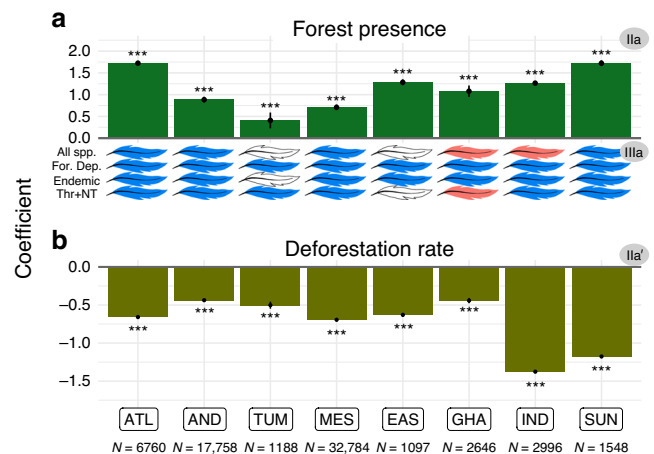 a
Forest presence
IIa
2.0
1.5
1.0
0.5
0.0
*** *** *** *** *** *** *** ***
All spp.
For. Dep.
Endemic
Thr+NT
IIIa
Coefficient
b
Deforestation rate
IIa′
0.0
−0.5
−1.0
−1.5
*** *** *** *** *** *** *** ***
ATL AND TUM MES EAS GHA IND SUN
N = 6760 N = 17,758 N = 1188 N = 32,784 N = 1097 N = 2646 N = 2996 N = 1548